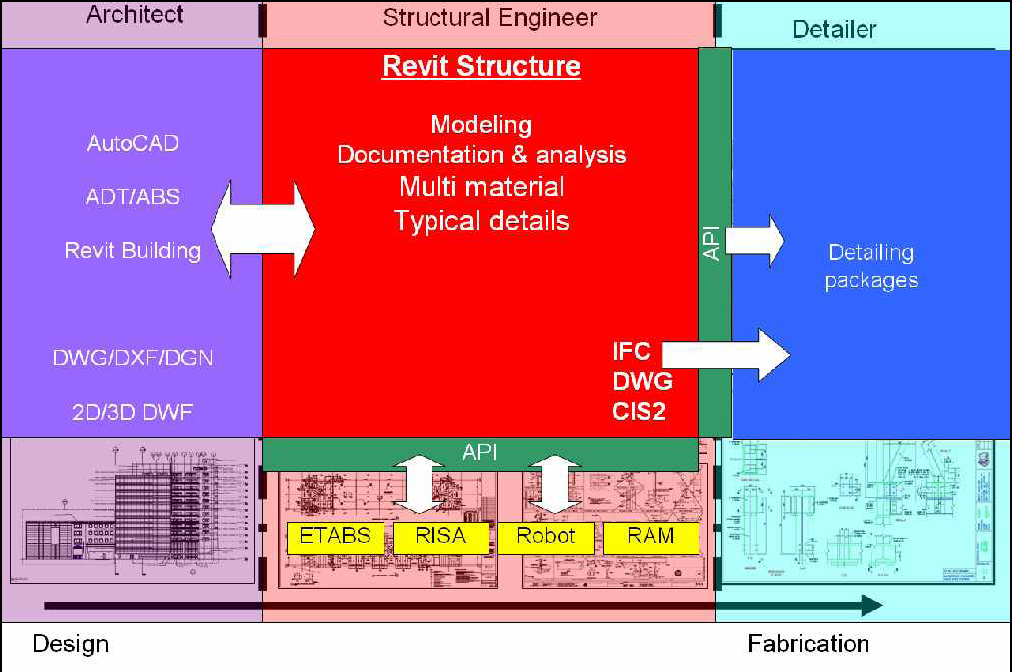 Architect
Structural Engineer
Detailer
Revit Structure
Modeling
Documentation & analysis
Multi material
Typical details
AutoCAD
ADT/ABS
Revit Building
DWG/DXF/DGN
2D/3D DWF
API
Detailing
packages
IFC
DWG
CIS2
API
ETABS
RISA
Robot
RAM
Design
Fabrication